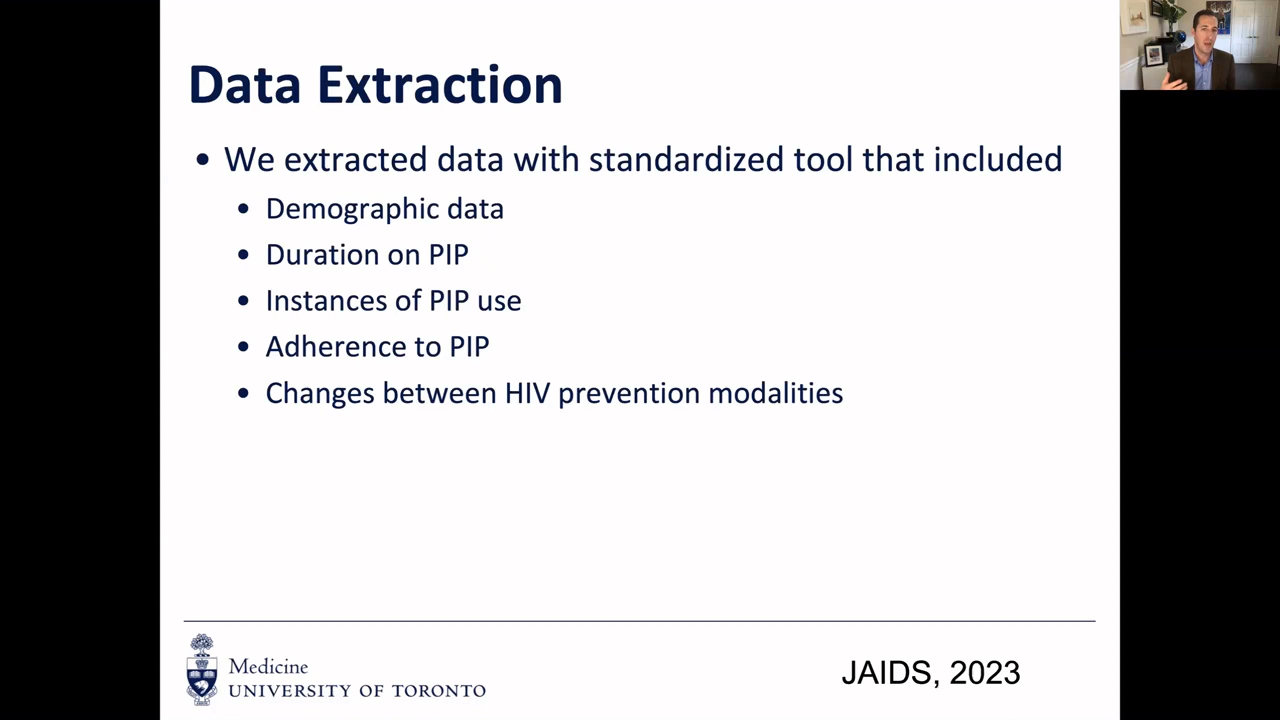 Data Extraction
• We extracted data with standardized tool that included
• Demographic data
• Duration on PIP
• Instances of PIP use
• Adherence to PIP
• Changes between HIV prevention modalities
Medicine
UNIVERSITY OF TORONTO
JAIDS, 2023